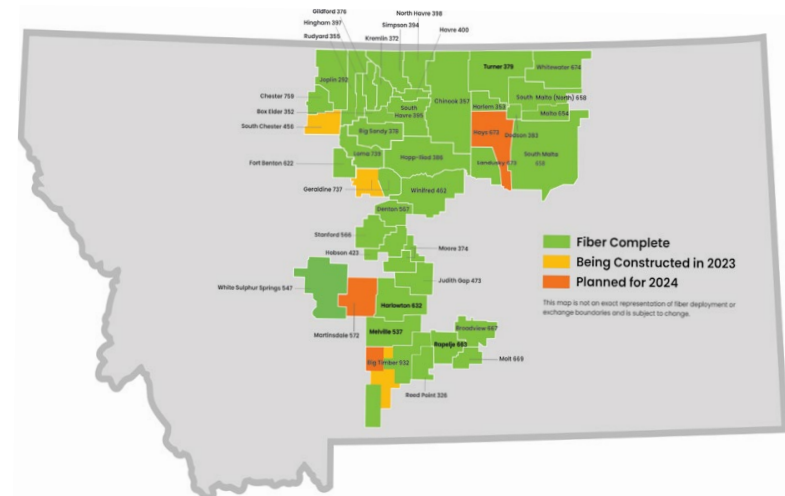 Gildford 376
North Havre 398
Hingham 397
Simpson 394
Rudyard 355
Kremlin 372
Havre 400
Turner 379
Whitewater 674
Joplin 292
Chester 759
South Malta (North) 658
Chinook 357
Harlem 353
Box Elder 352
South Havre 395
Malta 654
South Chester 456
Big Sandy 378
Hays 673
Dodson 383
Loma 739
Hopp-Iliad 386
South Malta
658
Fort Benton 622
Landusky 673
Geraldine 737
Winifred 462
Denton 567
Stanford 566
Moore 374
Hobson 423
Judith Gap 473
White Sulphur Springs 547
Harlowton 632
Martinsdale 572
Melville 537
Broadview 667
Rapelje 663
Big Timber 932
Molt 669
Reed Point 326
Fiber Complete
Being Constructed in 2023
Planned for 2024
This map is not an exact representation of fiber deployment or
exchange boundaries and is subject to change.